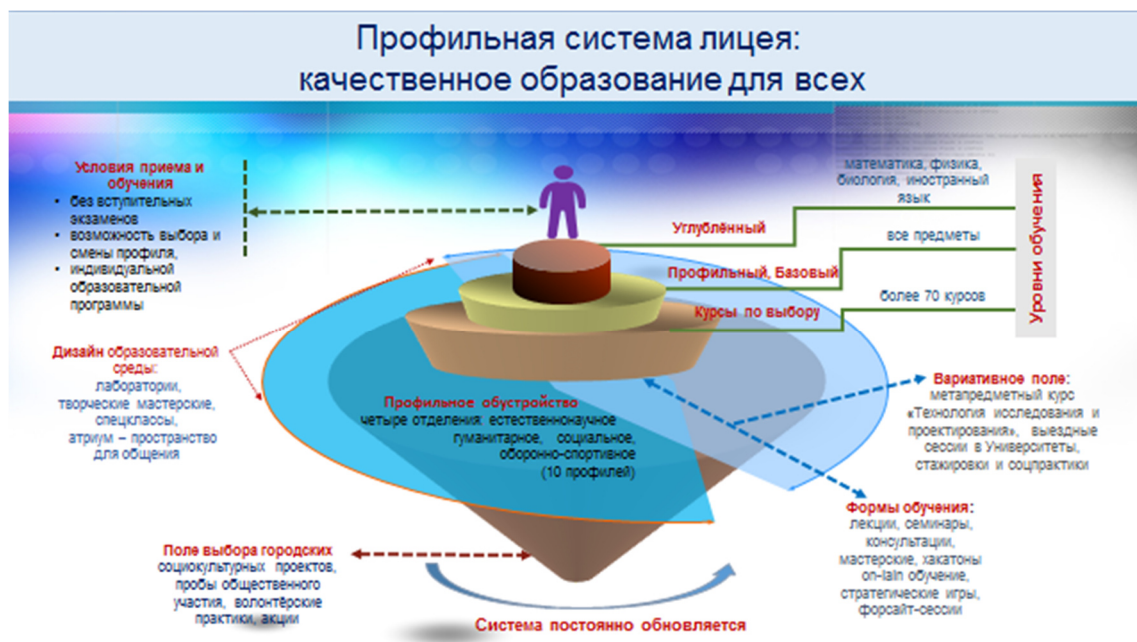 Профильная система лицея:
качественное образование для всех
Условия приема и
обучения
• без вступительных
экзаменов
• возможность выбора и
смены профиля,
• индивидуальной
образовательной
программы
математика, физика,
биология, иностранный
язык
Углублённый
все предметы
Профильный, Базовый
более 70 курсов
Курсы по выбору
Уровни обучения
Дизайн образовательной
среды:
лаборатории,
творческие мастерские,
спецклассы,
атриум – пространство
для общения
Профильное обустройство
четыре отделения: естественнонаучное
гуманитарное, социальное,
оборонно-спортивное
(10 профилей)
Вариативное поле:
метапредметный курс
«Технология исследования и
проектирования», выездные
сессии в Университеты,
стажировки и соцпрактики
Формы обучения:
лекции, семинары,
консультации,
мастерские, хакатоны
on-lain обучение,
стратегические игры,
форсайт-сессии
Поле выбора городских
социокультурных проектов,
пробы общественного
участия, волонтёрские
практики, акции
Система постоянно обновляется